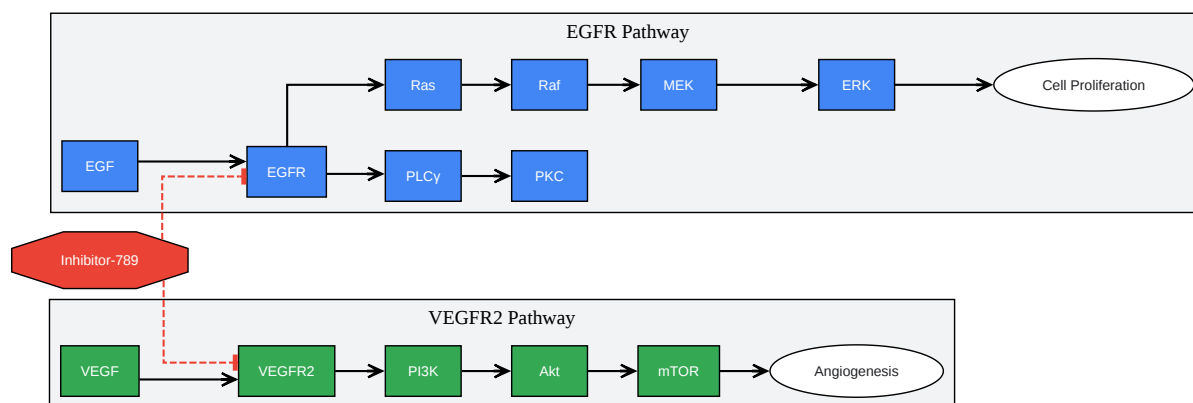 EGFR Pathway
Ras
Raf
MEK
ERK
Cell Proliferation
EGF
EGFR
PLCγ
PKC
Inhibitor-789
VEGFR2 Pathway
VEGF
VEGFR2
PI3K
Akt
mTOR
Angiogenesis